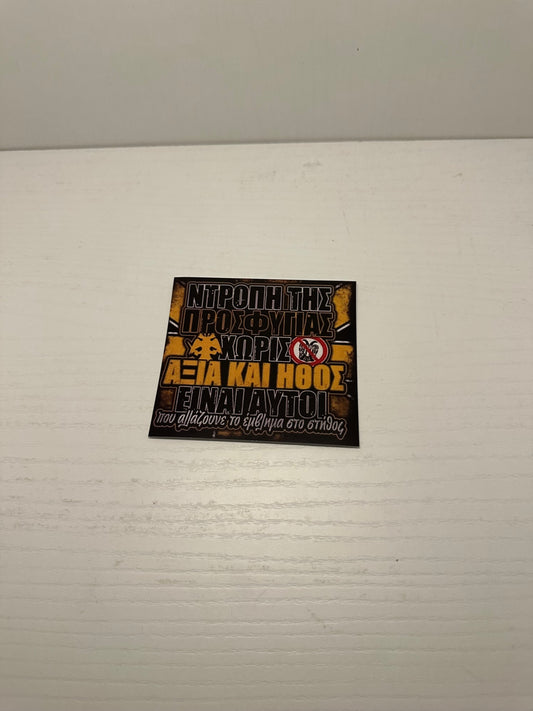 ΝΤΡΟΠΗ ΤΗΣ
ΠΡΟΣΦΥΓΙΑΣ
ΧΩΡΙΣ
ΑΞΙΑ ΚΑΙ ΗΘΟΣ
ΕΙΝΑΙ ΑΥΤΟΙ
που αλλάζουνε το έμβλημα στο στήθος